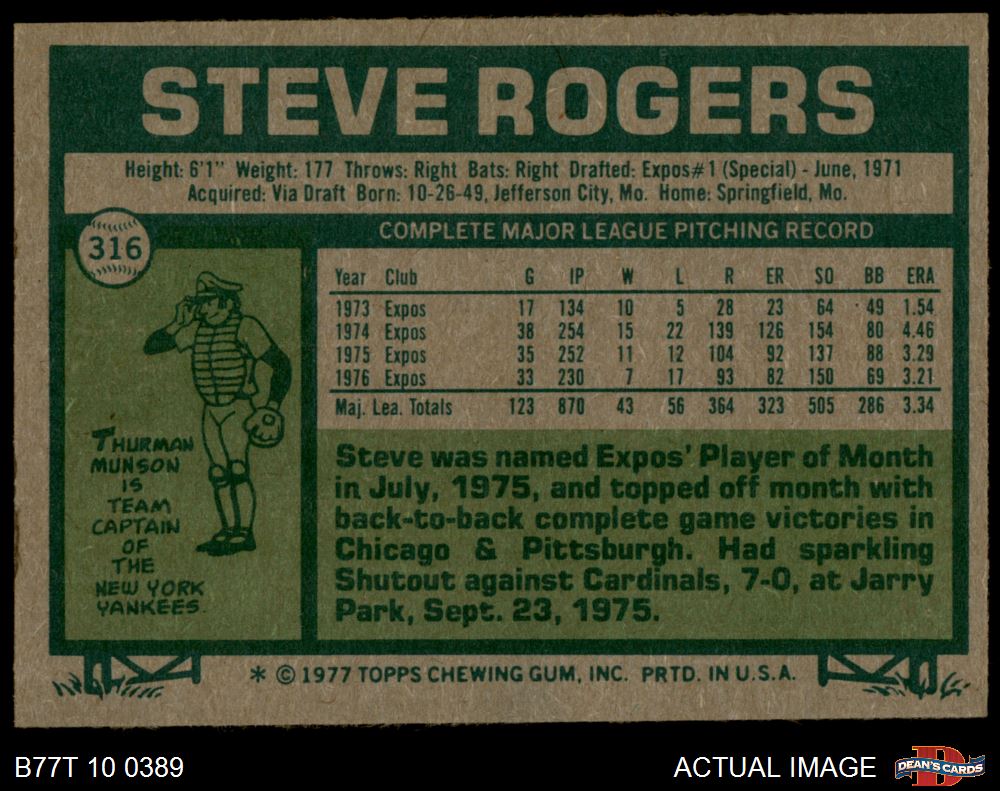 STEVE ROGERS
Height: 6'1" Weight: 177 Throws: Right Bats: Right Drafted: Expos#1 (Special) - June, 1971
Acquired: Via Draft Born: 10-26-49, Jefferson City, Mo. Home: Springfield, Mo.
316
COMPLETE MAJOR LEAGUE PITCHING RECORD
Year Club G IP W L R ER SO BB ERA
1973 Expos 17 134 10 5 28 23 64 49 1.54
1974 Expos 38 254 15 22 139 126 154 80 4.46
1975 Expos 35 252 11 12 104 92 137 88 3.29
1976 Expos 33 230 7 17 93 82 150 69 3.21
Maj. Lea. Totals 123 870 43 56 364 323 505 286 3.34
THURMAN
MUNSON
IS
TEAM
CAPTAIN
OF
THE
NEW YORK
YANKEES.
Steve was named Expos' Player of Month
in July, 1975, and topped off month with
back-to-back complete game victories in
Chicago & Pittsburgh. Had sparkling
Shutout against Cardinals, 7-0, at Jarry
Park, Sept. 23, 1975.
* © 1977 TOPPS CHEWING GUM, INC. PRTD. IN U.S.A.
B77T 10 0389
ACTUAL IMAGE
D
DEAN'S CARDS